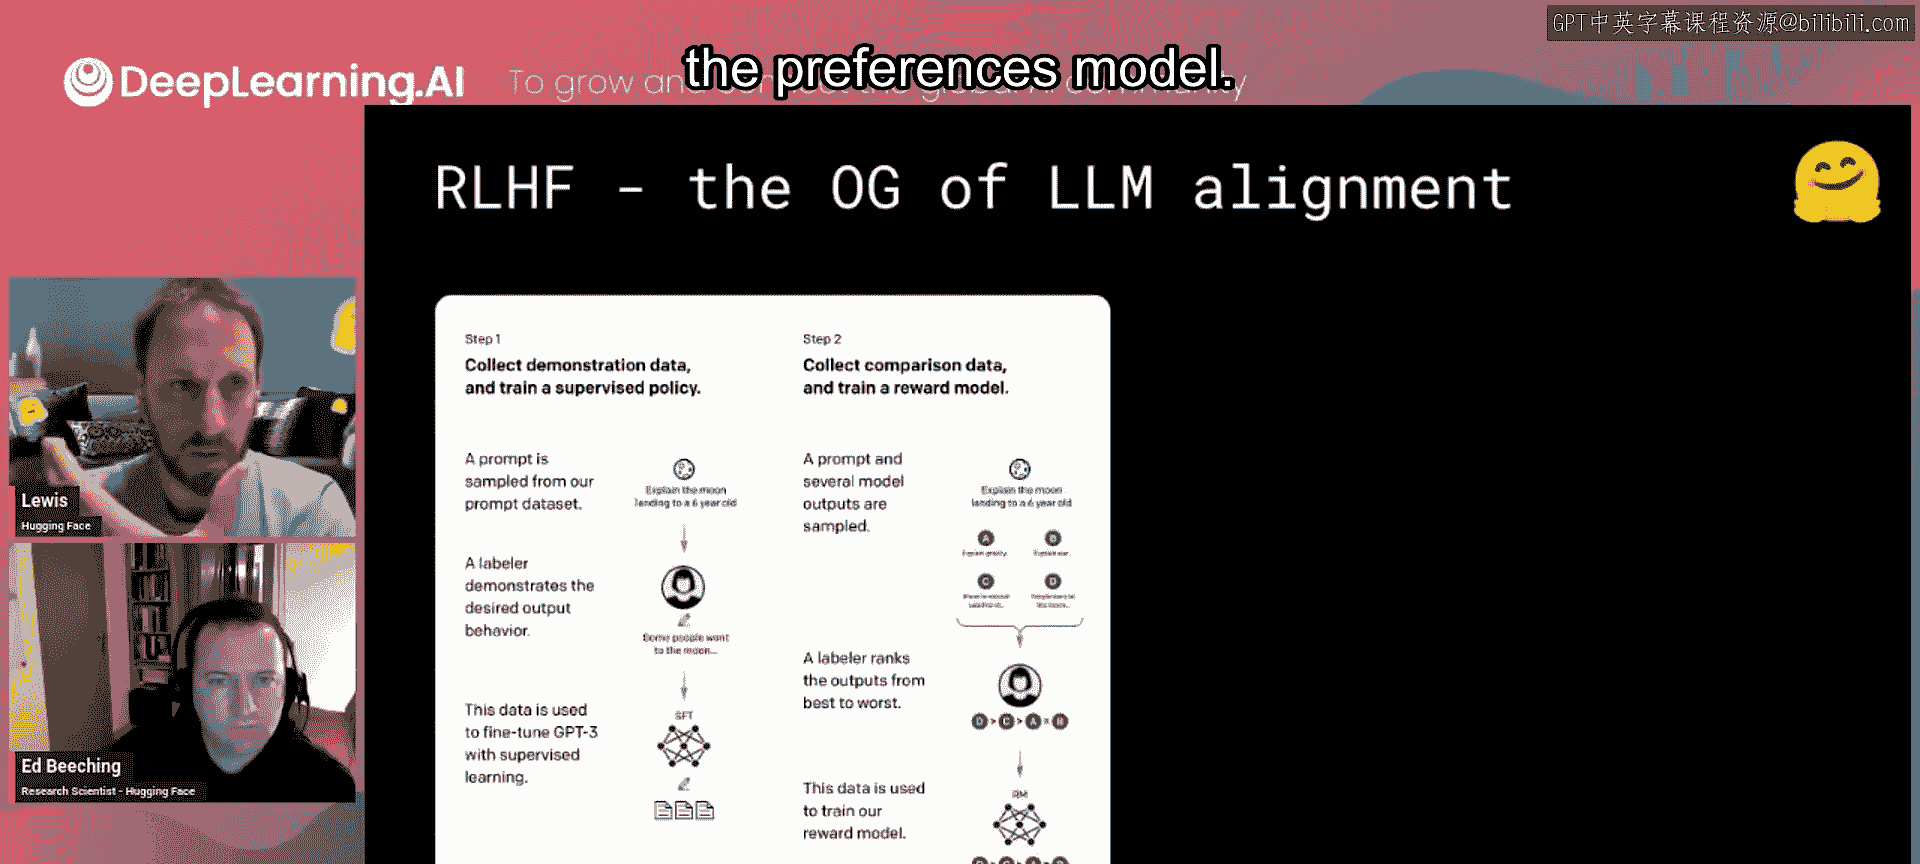 GPT中英字幕课程资源@bilibili.com
the preferences model.
DeepLearning.AI
RLHF - the OG of LLM alignment
Lewis
Hugging Face
Ed Beeching
Research Scientist - Hugging Face
Step 1
Collect demonstration data,
and train a supervised policy.
A prompt is
sampled from our
prompt dataset.
Explain the moon
landing to a 6 year old
A labeler
demonstrates the
desired output
behavior.
Some people went
to the moon...
This data is used
to fine-tune GPT-3
with supervised
learning.
SFT
Step 2
Collect comparison data,
and train a reward model.
A prompt and
several model
outputs are
sampled.
Explain the moon
landing to a 6 year old
A
B
C
D
A labeler ranks
the outputs from
best to worst.
D > C > A = B
This data is used
to train our
reward model.
RM